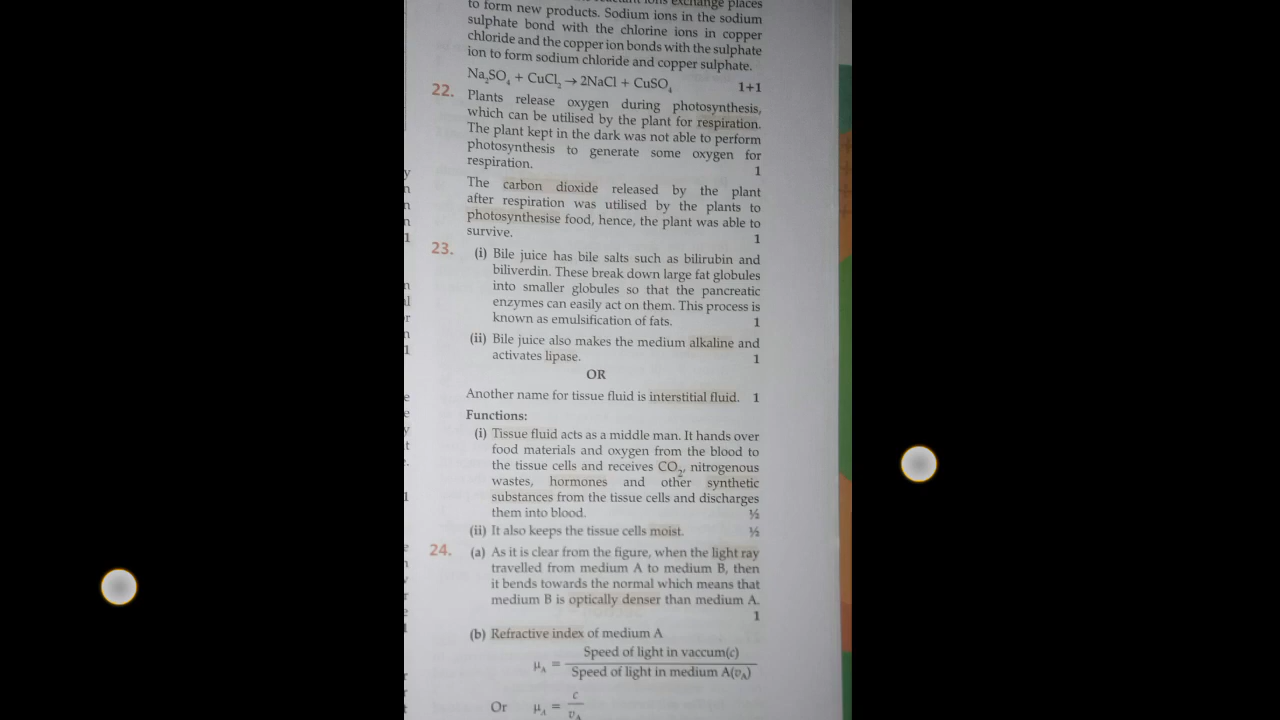 exchange places
to form new products. Sodium ions in the sodium
sulphate bond with the chlorine ions in copper
chloride and the copper ion bonds with the sulphate
ion to form sodium chloride and copper sulphate.
Na₂SO₄ + CuCl₂ → 2NaCl + CuSO₄ 1+1
22. Plants release oxygen during photosynthesis,
which can be utilised by the plant for respiration.
The plant kept in the dark was not able to perform
photosynthesis to generate some oxygen for
respiration. 1
The carbon dioxide released by the plant
after respiration was utilised by the plants to
photosynthesise food, hence, the plant was able to
survive. 1
23. (i) Bile juice has bile salts such as bilirubin and
biliverdin. These break down large fat globules
into smaller globules so that the pancreatic
enzymes can easily act on them. This process is
known as emulsification of fats. 1
(ii) Bile juice also makes the medium alkaline and
activates lipase. 1
OR
Another name for tissue fluid is interstitial fluid. 1
Functions:
(i) Tissue fluid acts as a middle man. It hands over
food materials and oxygen from the blood to
the tissue cells and receives CO₂, nitrogenous
wastes, hormones and other synthetic
substances from the tissue cells and discharges
them into blood. ½
(ii) It also keeps the tissue cells moist. ½
24. (a) As it is clear from the figure, when the light ray
travelled from medium A to medium B, then
it bends towards the normal which means that
medium B is optically denser than medium A.
1
(b) Refractive index of medium A
Speed of light in vaccum(c)
μ_A =
Speed of light in medium A(v_A)
c
Or μ_A =
v_A